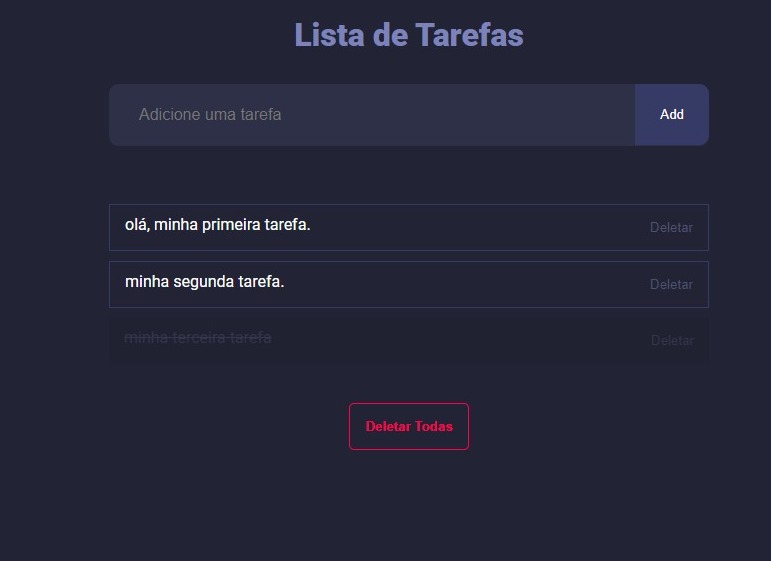 Lista de Tarefas
Adicione uma tarefa
Add
olá, minha primeira tarefa.
Deletar
minha segunda tarefa.
Deletar
minha terceira tarefa
Deletar
Deletar Todas